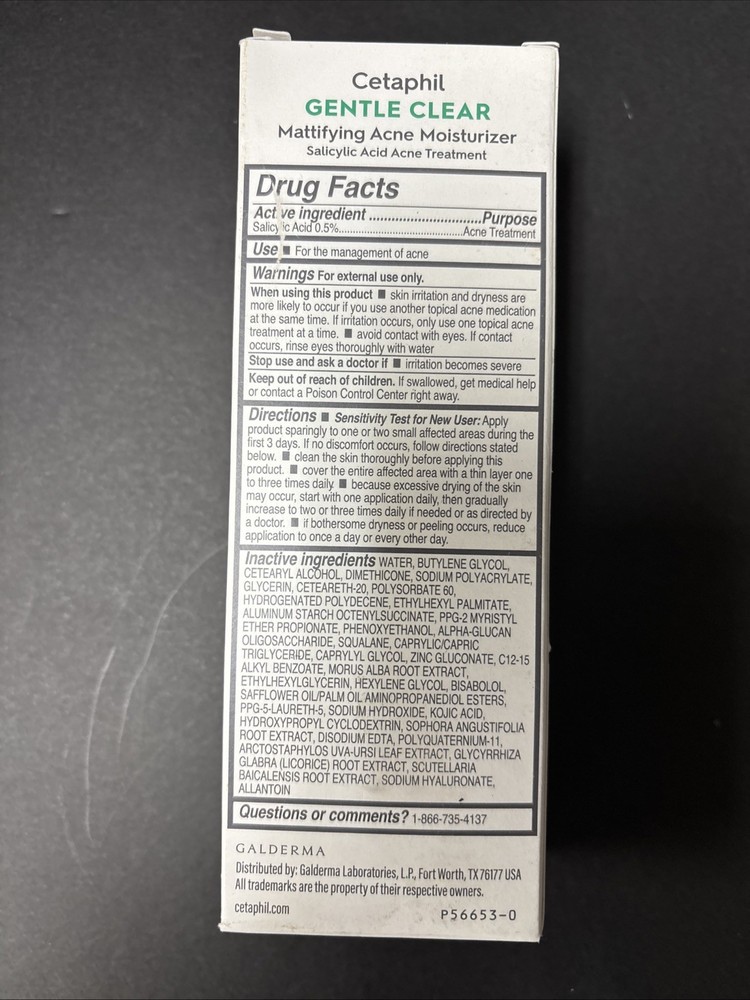 Cetaphil
GENTLE CLEAR
Mattifying Acne Moisturizer
Salicylic Acid Acne Treatment
Drug Facts
Active ingredient..............................Purpose
Salicylic Acid 0.5%..............................Acne Treatment
Use ■ For the management of acne
Warnings For external use only.
When using this product ■ skin irritation and dryness are
more likely to occur if you use another topical acne medication
at the same time. If irritation occurs, only use one topical acne
treatment at a time. ■ avoid contact with eyes. If contact
occurs, rinse eyes thoroughly with water
Stop use and ask a doctor if ■ irritation becomes severe
Keep out of reach of children. If swallowed, get medical help
or contact a Poison Control Center right away.
Directions ■ Sensitivity Test for New User: Apply
product sparingly to one or two small affected areas during the
first 3 days. If no discomfort occurs, follow directions stated
below. ■ clean the skin thoroughly before applying this
product. ■ cover the entire affected area with a thin layer one
to three times daily ■ because excessive drying of the skin
may occur, start with one application daily, then gradually
increase to two or three times daily if needed or as directed by
a doctor. ■ if bothersome dryness or peeling occurs, reduce
application to once a day or every other day.
Inactive ingredients WATER, BUTYLENE GLYCOL,
CETEARYL ALCOHOL, DIMETHICONE, SODIUM POLYACRYLATE,
GLYCERIN, CETEARETH-20, POLYSORBATE 60,
HYDROGENATED POLYDECENE, ETHYLHEXYL PALMITATE,
ALUMINUM STARCH OCTENYLSUCCINATE, PPG-2 MYRISTYL
ETHER PROPIONATE, PHENOXYETHANOL, ALPHA-GLUCAN
OLIGOSACCHARIDE, SQUALANE, CAPRYLIC/CAPRIC
TRIGLYCERIDE, CAPRYLYL GLYCOL, ZINC GLUCONATE, C12-15
ALKYL BENZOATE, MORUS ALBA ROOT EXTRACT,
ETHYLHEXYLGLYCERIN, HEXYLENE GLYCOL, BISABOLOL,
SAFFLOWER OIL/PALM OIL AMINOPROPANEDIOL ESTERS,
PPG-5-LAURETH-5, SODIUM HYDROXIDE, KOJIC ACID,
HYDROXYPROPYL CYCLODEXTRIN, SOPHORA ANGUSTIFOLIA
ROOT EXTRACT, DISODIUM EDTA, POLYQUATERNIUM-11,
ARCTOSTAPHYLOS UVA-URSI LEAF EXTRACT, GLYCYRRHIZA
GLABRA (LICORICE) ROOT EXTRACT, SCUTELLARIA
BAICALENSIS ROOT EXTRACT, SODIUM HYALURONATE,
ALLANTOIN
Questions or comments? 1-866-735-4137
GALDERMA
Distributed by: Galderma Laboratories, L.P., Fort Worth, TX 76177 USA
All trademarks are the property of their respective owners.
cetaphil.com
P56653-0